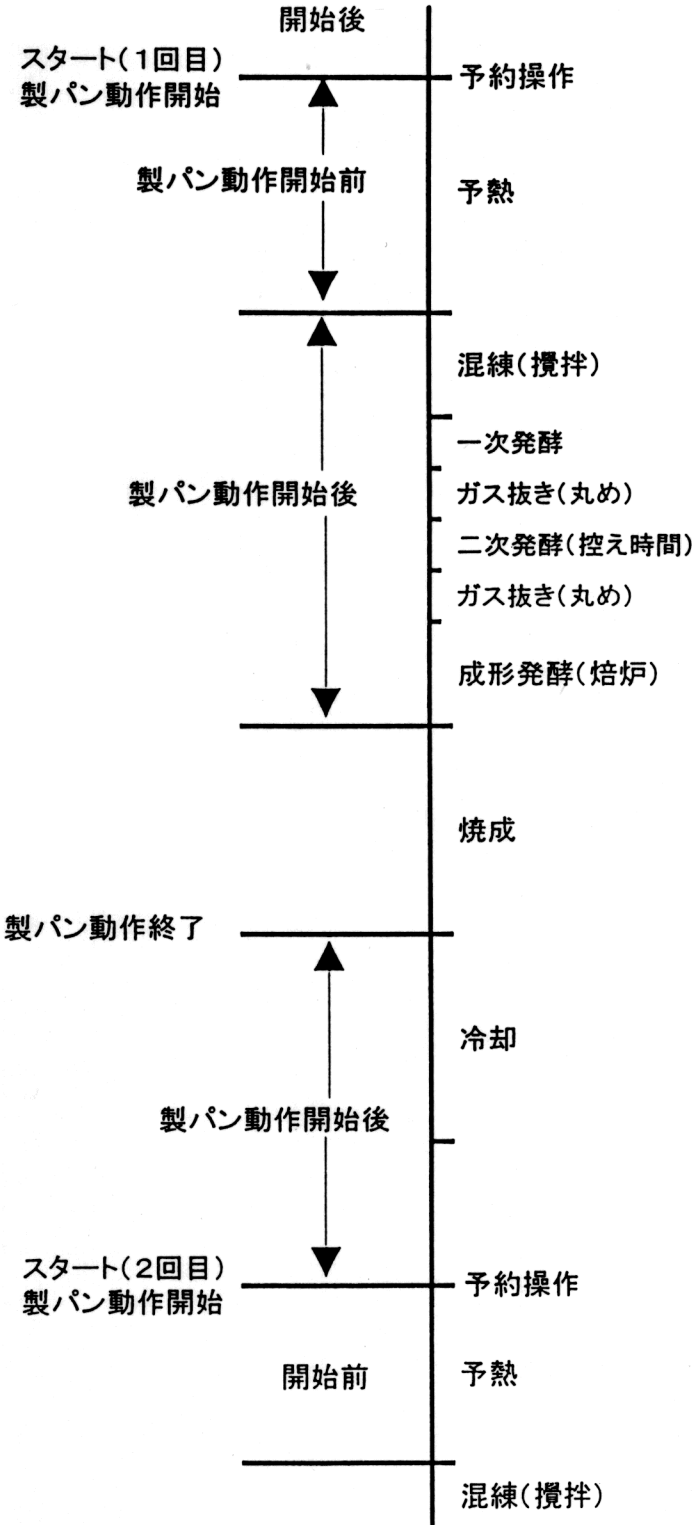 開始後
スタート(1回目)
製パン動作開始
予約操作
製パン動作開始前
予熱
混練(攪拌)
一次発酵
製パン動作開始後
ガス抜き(丸め)
二次発酵(控え時間)
ガス抜き(丸め)
成形発酵(焙炉)
焼成
製パン動作終了
冷却
製パン動作開始後
スタート(2回目)
製パン動作開始
予約操作
開始前
予熱
混練(攪拌)